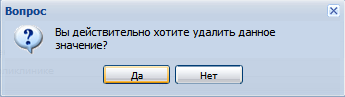 Вопрос
Вы действительно хотите удалить данное
значение?
Да
Нет